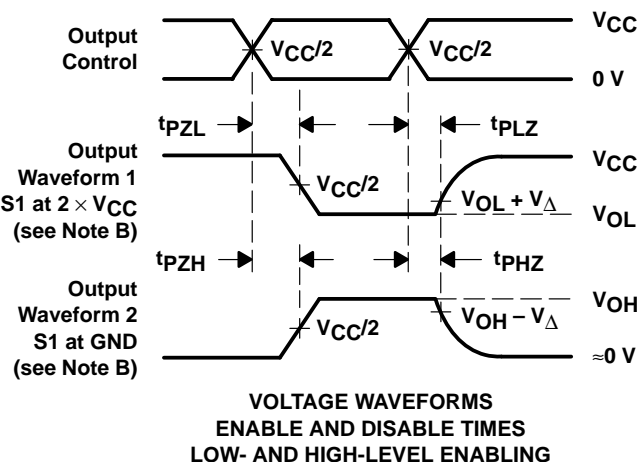 Output
Control
VCC/2
VCC/2
VCC
0 V
tPZL
tPLZ
Output
Waveform 1
S1 at 2 × VCC
(see Note B)
VCC/2
VCC
VOL + VΔ
VOL
tPZH
tPHZ
Output
Waveform 2
S1 at GND
(see Note B)
VCC/2
VOH
VOH − VΔ
≈0 V
VOLTAGE WAVEFORMS
ENABLE AND DISABLE TIMES
LOW- AND HIGH-LEVEL ENABLING